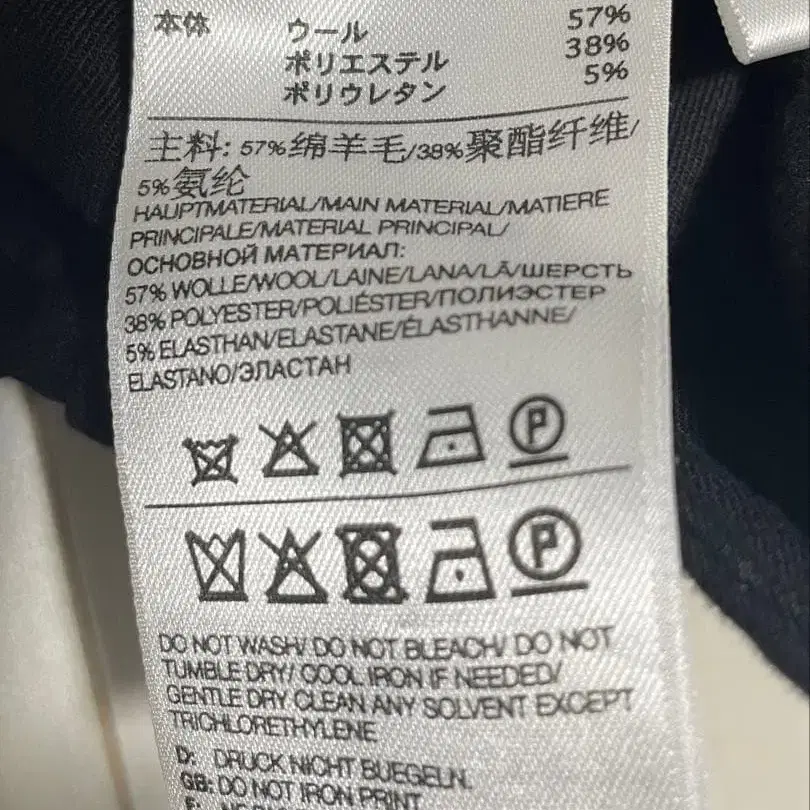 本体 ウール 57%
ポリエステル 38%
ポリウレタン 5%
主料: 57%绵羊毛/38%聚酯纤维/
5%氨纶
HAUPTMATERIAL/MAIN MATERIAL/MATIERE
PRINCIPALE/MATERIAL PRINCIPAL/
ОСНОВНОЙ МАТЕРИАЛ:
57% WOLLE/WOOL/LAINE/LANA/LÃ/ШЕРСТЬ
38% POLYESTER/POLIÉSTER/ПОЛИЭСТЕР
5% ELASTHAN/ELASTANE/ÉLASTHANNE/
ELASTANO/ЭЛАСТАН
P
P
DO NOT WASH/ DO NOT BLEACH/ DO NOT
TUMBLE DRY/ COOL IRON IF NEEDED/
GENTLE DRY CLEAN ANY SOLVENT EXCEPT
TRICHLORETHYLENE
D: DRUCK NICHT BUEGELN.
GB: DO NOT IRON PRINT